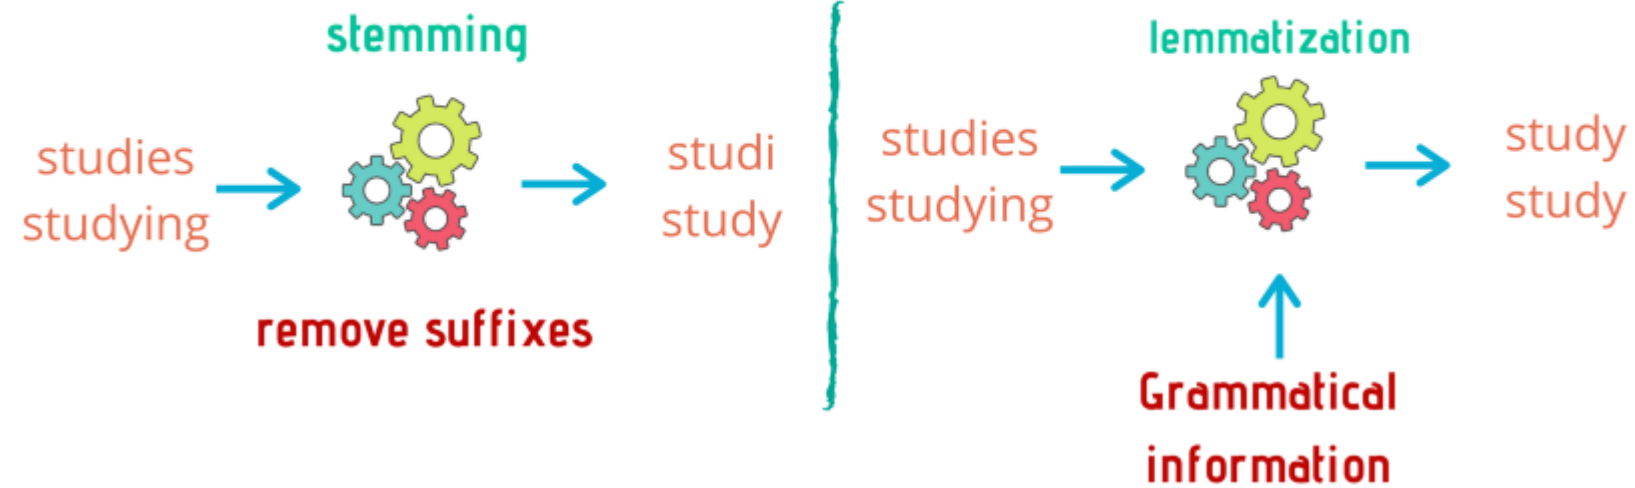 stemming
studies
studying
studi
study
remove suffixes
lemmatization
studies
studying
study
study
Grammatical
information